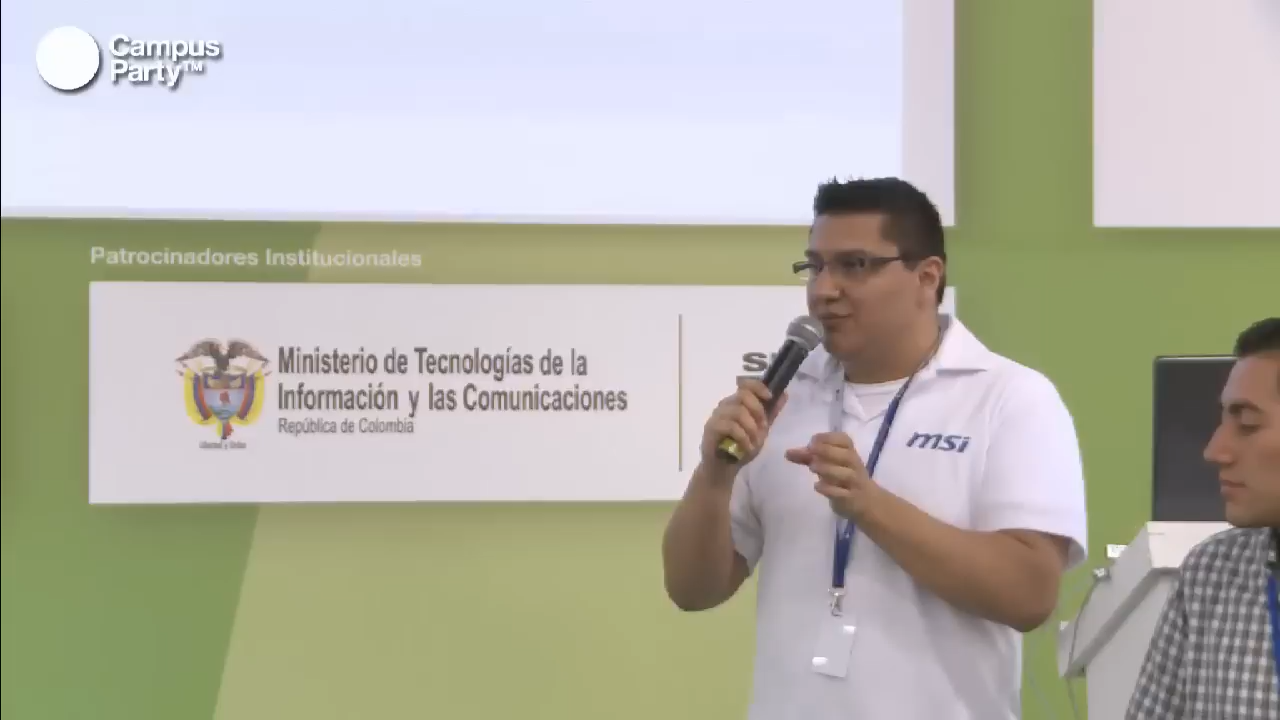 Campus
Party™
Patrocinadores Institucionales
Ministerio de Tecnologías de la
Información y las Comunicaciones
República de Colombia
msi